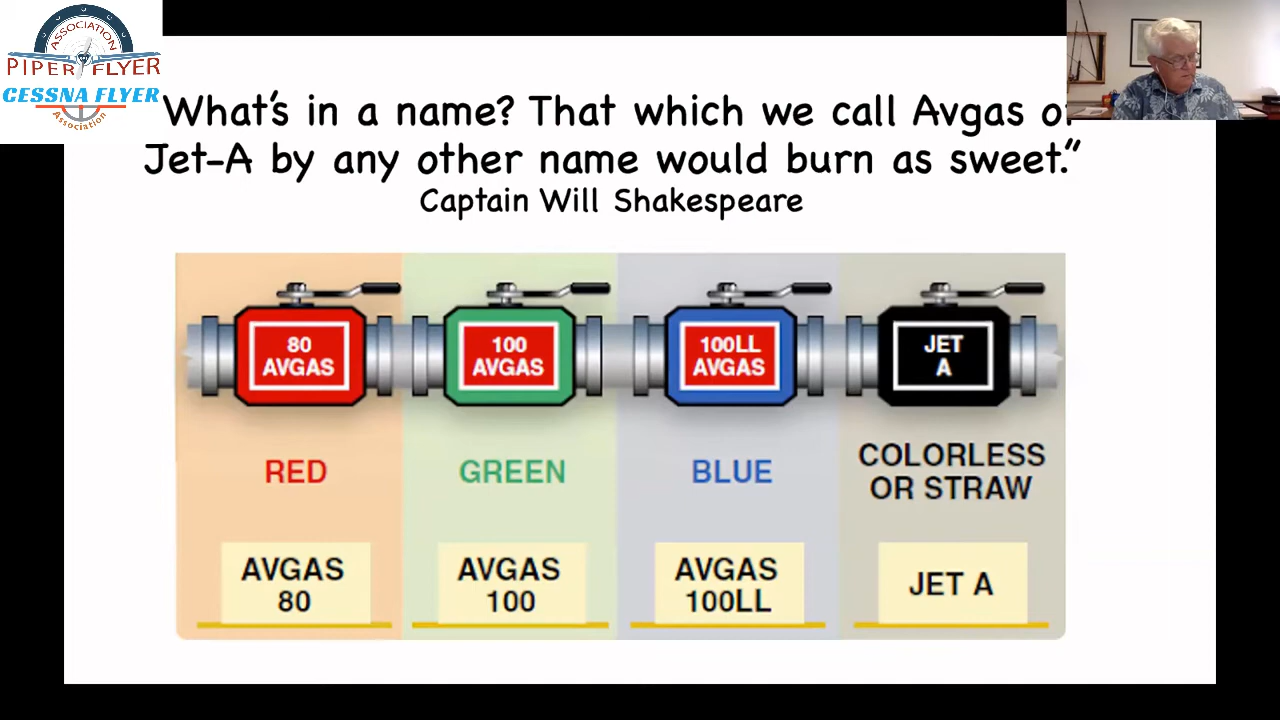 ASSOCIATION
PIPER FLYER
CESSNA FLYER
Association
"What's in a name? That which we call Avgas or
Jet-A by any other name would burn as sweet."
Captain Will Shakespeare
80
AVGAS
100
AVGAS
100LL
AVGAS
JET
A
RED
GREEN
BLUE
COLORLESS
OR STRAW
AVGAS
80
AVGAS
100
AVGAS
100LL
JET A